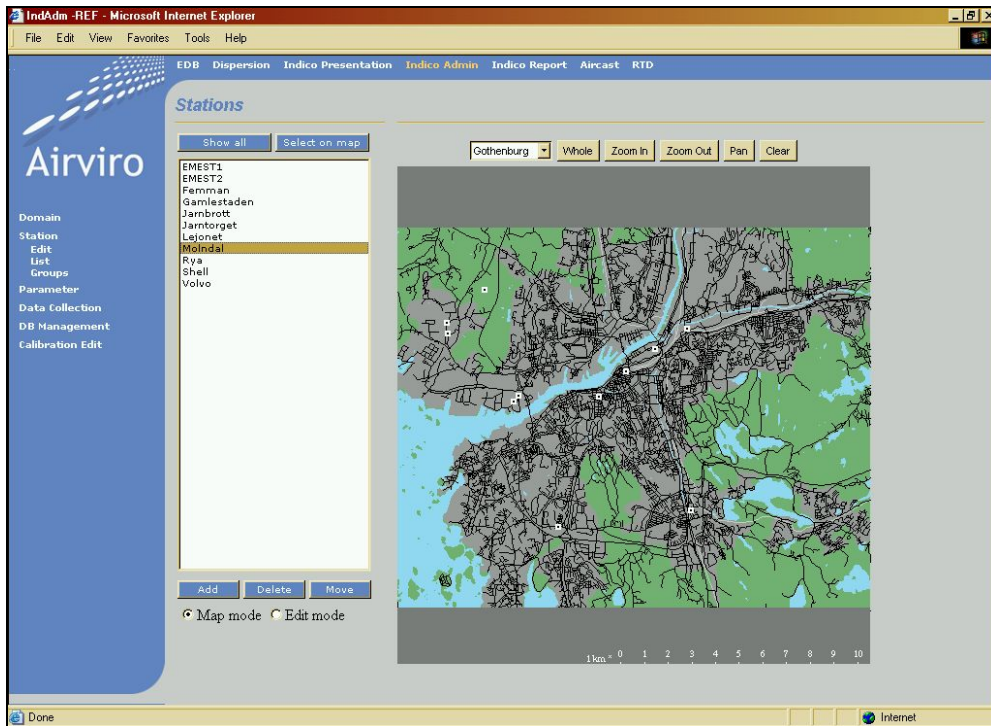 IndAdm -REF - Microsoft Internet Explorer
File Edit View Favorites Tools Help
EDB Dispersion Indico Presentation Indico Admin Indico Report Aircast RTD
Airviro
Domain
Station
Edit
List
Groups
Parameter
Data Collection
DB Management
Calibration Edit
Stations
Show all Select on map
EMEST1
EMEST2
Femman
Gamlestaden
Jarnbrott
Jarntorget
Lejonet
Molndal
Rya
Shell
Volvo
Add Delete Move
Map mode Edit mode
Gothenburg Whole Zoom In Zoom Out Pan Clear
1 km * 0 1 2 3 4 5 6 7 8 9 10
Done Internet